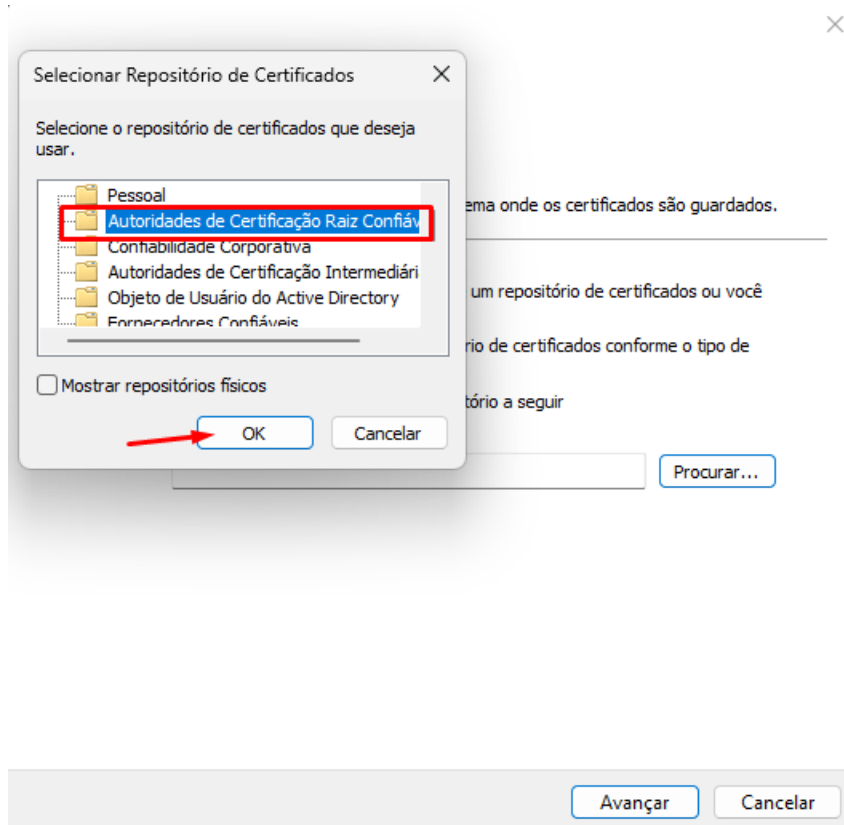 Selecionar Repositório de Certificados
Selecione o repositório de certificados que deseja
usar.
Pessoal
Autoridades de Certificação Raiz Confiáv
Confiabilidade Corporativa
Autoridades de Certificação Intermediári
Objeto de Usuário do Active Directory
Fornecedores Confiáveis
Mostrar repositórios físicos
OK
Cancelar
ema onde os certificados são guardados.
um repositório de certificados ou você
rio de certificados conforme o tipo de
tório a seguir
Procurar...
Avançar
Cancelar